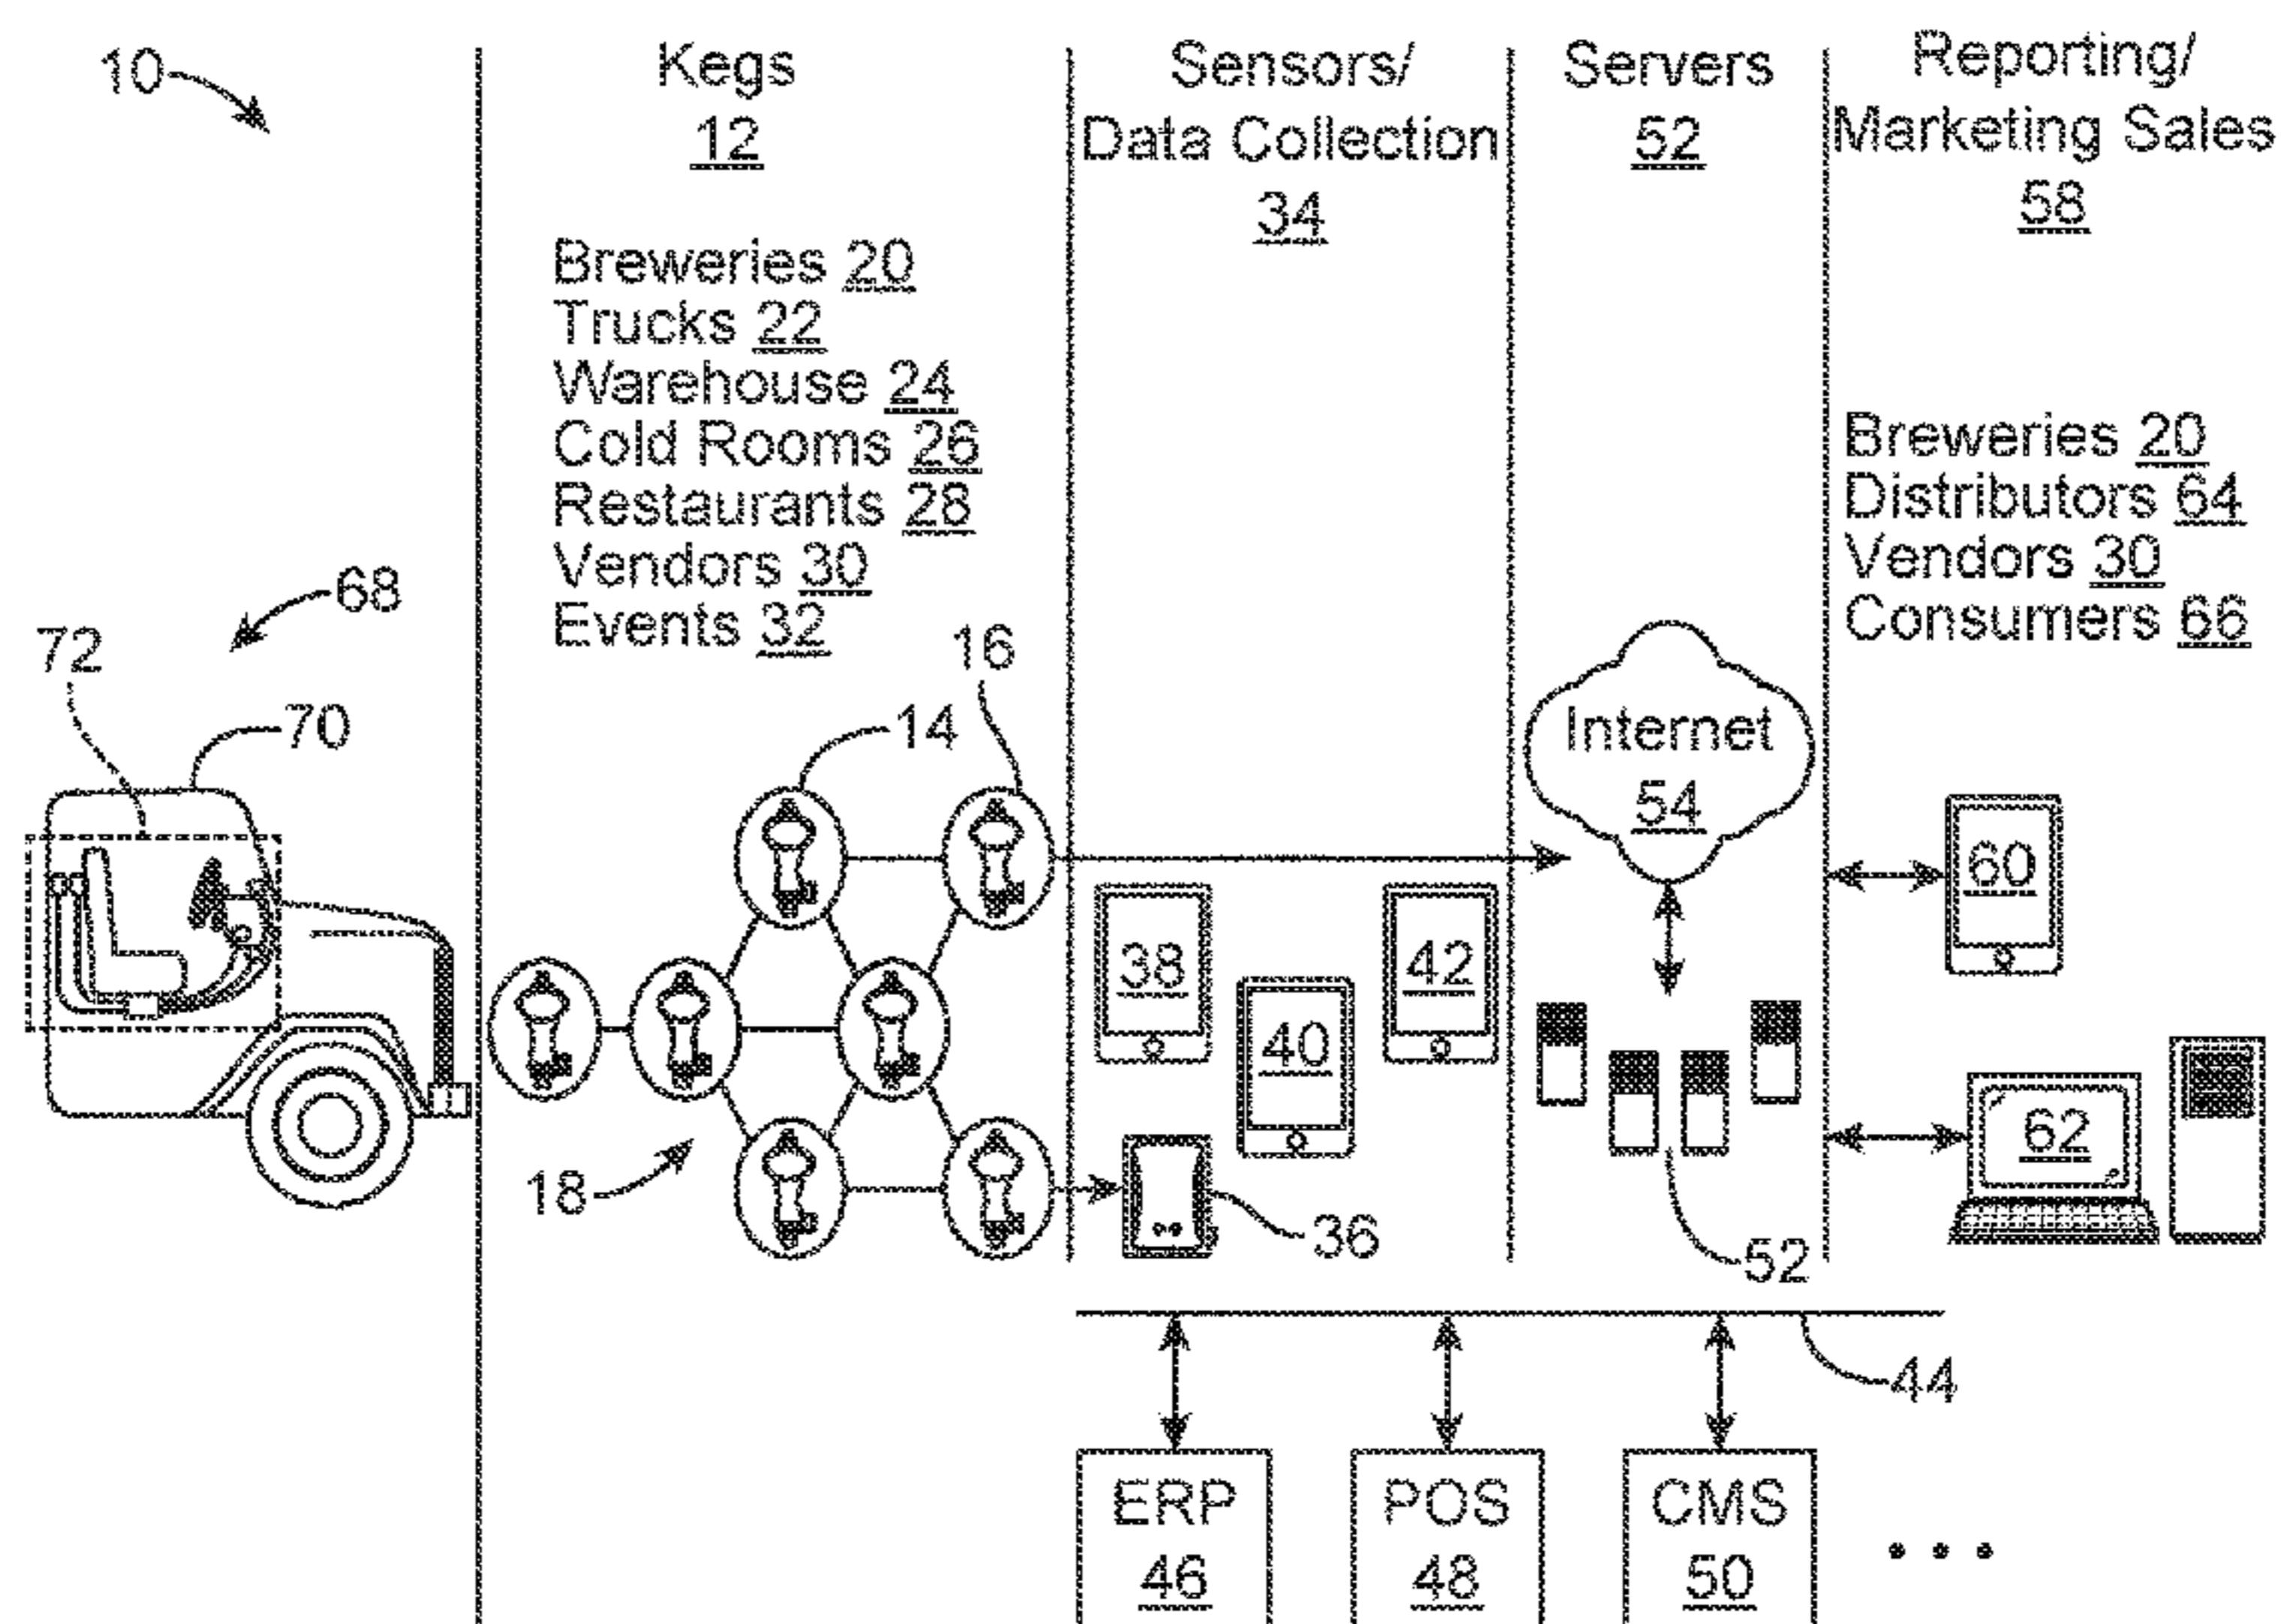 10
Kegs
12
Sensors/
Data Collection
34
Servers
52
Reporting/
Marketing Sales
58
Breweries 20
Trucks 22
Warehouse 24
Cold Rooms 26
Restaurants 28
Vendors 30
Events 32
Breweries 20
Distributors 64
Vendors 30
Consumers 66
68
72
70
14
16
18
Internet
54
38
40
42
36
60
62
52
44
ERP
46
POS
48
CMS
50
• • •